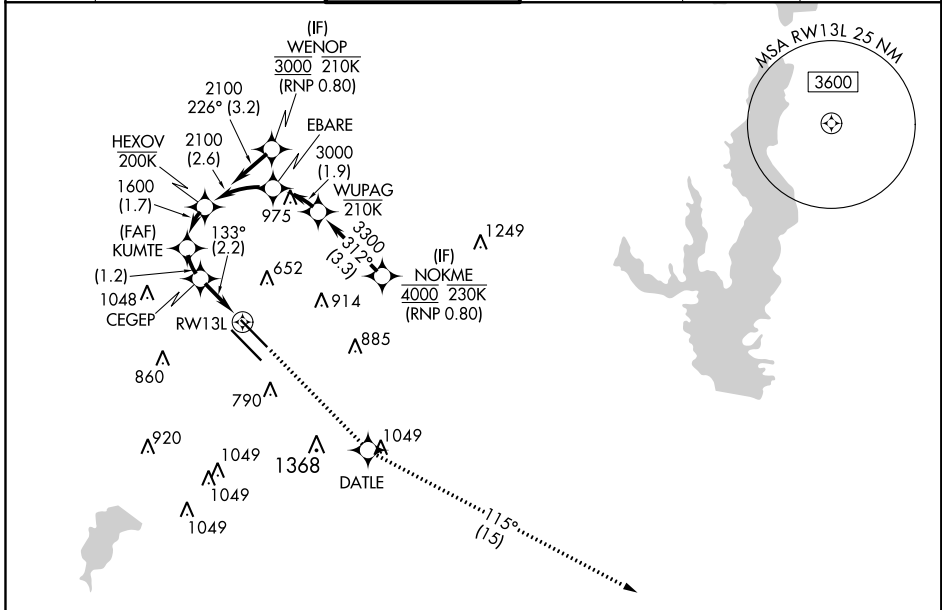 (IF)
WENOP
3000 210K
(RNP 0.80)
MSA RW13L 25 NM
3600
2100
226° (3.2)
EBARE
HEXOV
200K
2100
(2.6)
3000
(1.9)
WUPAG
210K
1600
(1.7)
975
(FAF)
KUMTE
133°
(2.2)
3300
312°
(3.3)
1249
(IF)
NOKME
4000 230K
(RNP 0.80)
(1.2)
652
1048
914
CEGEP
RW13L
885
860
790
920
1049
1049
1368
1049
DATLE
1049
115°
(15)